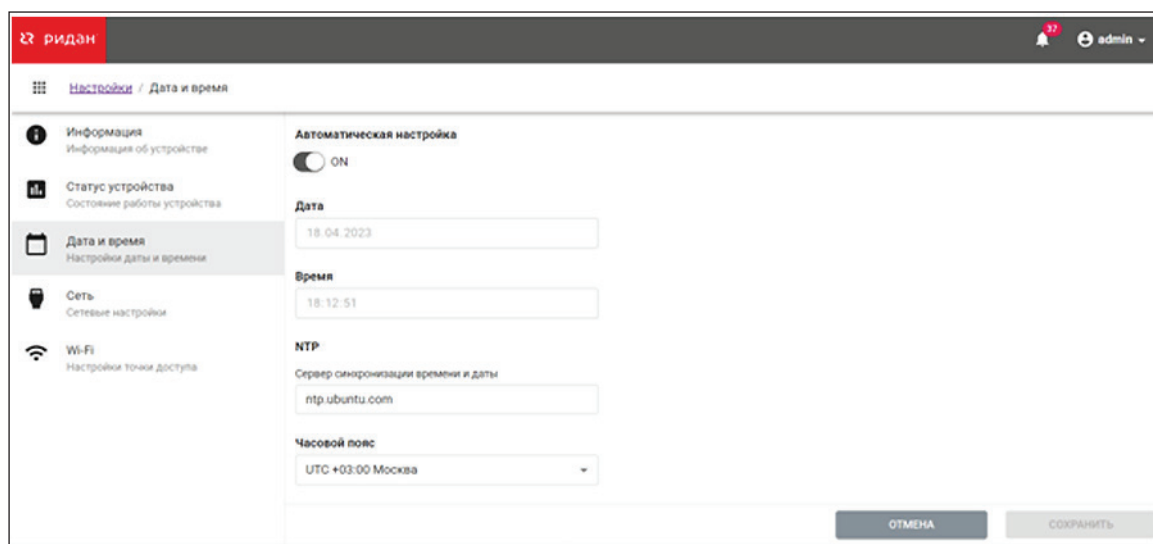 ридан
37
admin
Настройки / Дата и время
Информация
Информация об устройстве
Статус устройства
Состояние работы устройства
Дата и время
Настройки даты и времени
Сеть
Сетевые настройки
Wi-Fi
Настройки точки доступа
Автоматическая настройка
ON
Дата
18.04.2023
Время
18:12:51
NTP
Сервер синхронизации времени и даты
ntp.ubuntu.com
Часовой пояс
UTC +03:00 Москва
ОТМЕНА
СОХРАНИТЬ